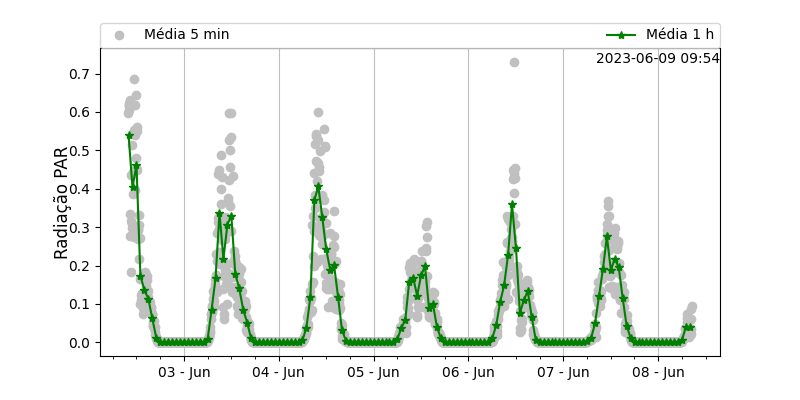 Média 5 min
Média 1 h
2023-06-09 09:54
Radiação PAR
0.7
0.6
0.5
0.4
0.3
0.2
0.1
0.0
03 - Jun
04 - Jun
05 - Jun
06 - Jun
07 - Jun
08 - Jun